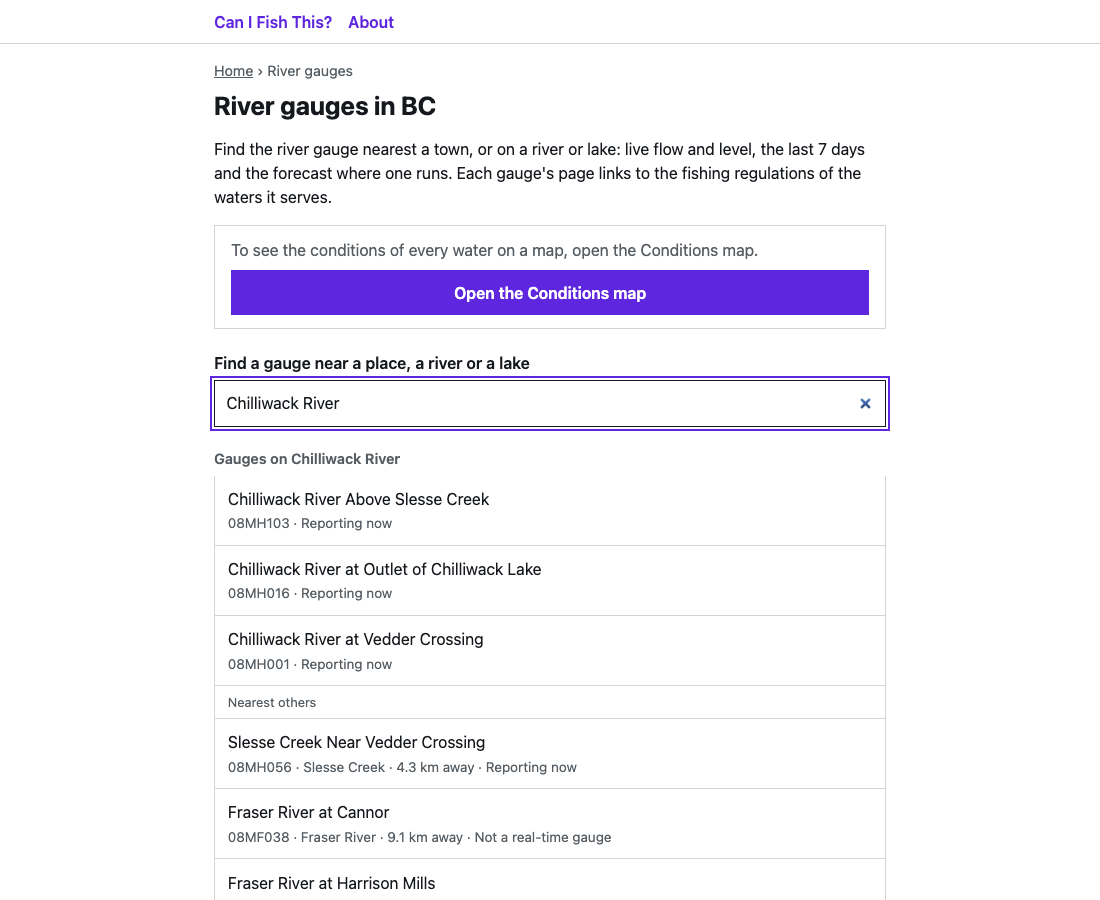 Can I Fish This? About
Home › River gauges
River gauges in BC
Find the river gauge nearest a town, or on a river or lake: live flow and level, the last 7 days
and the forecast where one runs. Each gauge's page links to the fishing regulations of the
waters it serves.
To see the conditions of every water on a map, open the Conditions map.
Open the Conditions map
Find a gauge near a place, a river or a lake
Chilliwack River
Gauges on Chilliwack River
Chilliwack River Above Slesse Creek
08MH103 · Reporting now
Chilliwack River at Outlet of Chilliwack Lake
08MH016 · Reporting now
Chilliwack River at Vedder Crossing
08MH001 · Reporting now
Nearest others
Slesse Creek Near Vedder Crossing
08MH056 · Slesse Creek · 4.3 km away · Reporting now
Fraser River at Cannor
08MF038 · Fraser River · 9.1 km away · Not a real-time gauge
Fraser River at Harrison Mills